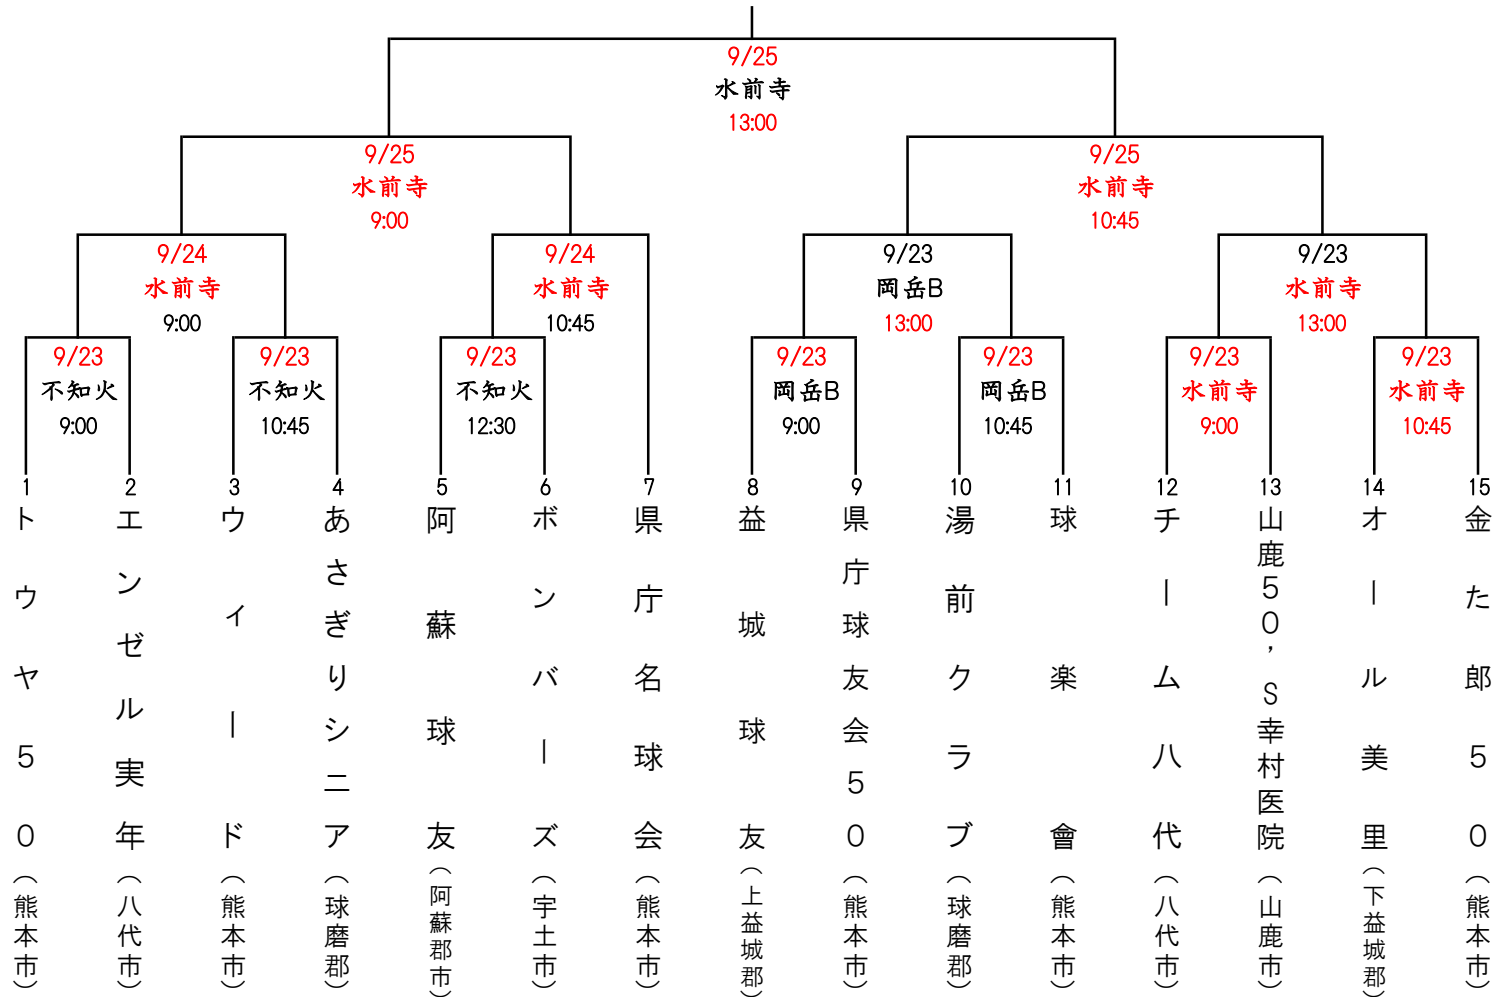 9/25
水前寺
13:00
9/25
水前寺
9:00
9/25
水前寺
10:45
9/24
水前寺
9:00
9/24
水前寺
10:45
9/23
岡岳B
13:00
9/23
水前寺
13:00
9/23
不知火
9:00
9/23
不知火
10:45
9/23
不知火
12:30
9/23
岡岳B
9:00
9/23
岡岳B
10:45
9/23
水前寺
9:00
9/23
水前寺
10:45
1
トウヤ50
(熊本市)
2
エンゼル実年
(八代市)
3
ウィード
(熊本市)
4
あさぎりシニア
(球磨郡)
5
阿蘇球友
(阿蘇郡市)
6
ボンバーズ
(宇土市)
7
県庁名球会
(熊本市)
8
益城球友
(上益城郡)
9
県庁球友会50
(熊本市)
10
湯前クラブ
(球磨郡)
11
球楽會
(熊本市)
12
チーム八代
(八代市)
13
山鹿50’S幸村医院
(山鹿市)
14
オール美里
(下益城郡)
15
金た郎50
(熊本市)